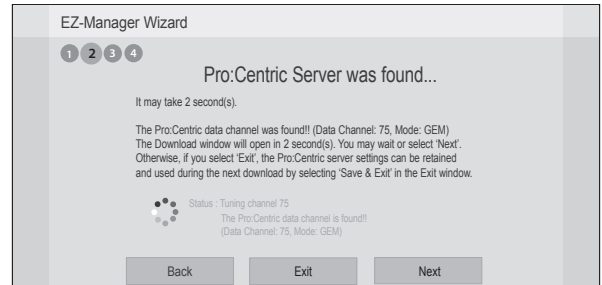 EZ-Manager Wizard
1 2 3 4
Pro:Centric Server was found...
It may take 2 second(s).
The Pro:Centric data channel was found!! (Data Channel: 75, Mode: GEM)
The Download window will open in 2 second(s). You may wait or select ‘Next’.
Otherwise, if you select ‘Exit’, the Pro:Centric server settings can be retained
and used during the next download by selecting ‘Save & Exit’ in the Exit window.
Status : Tuning channel 75
The Pro:Centric data channel is found!!
(Data Channel: 75, Mode: GEM)
Back Exit Next